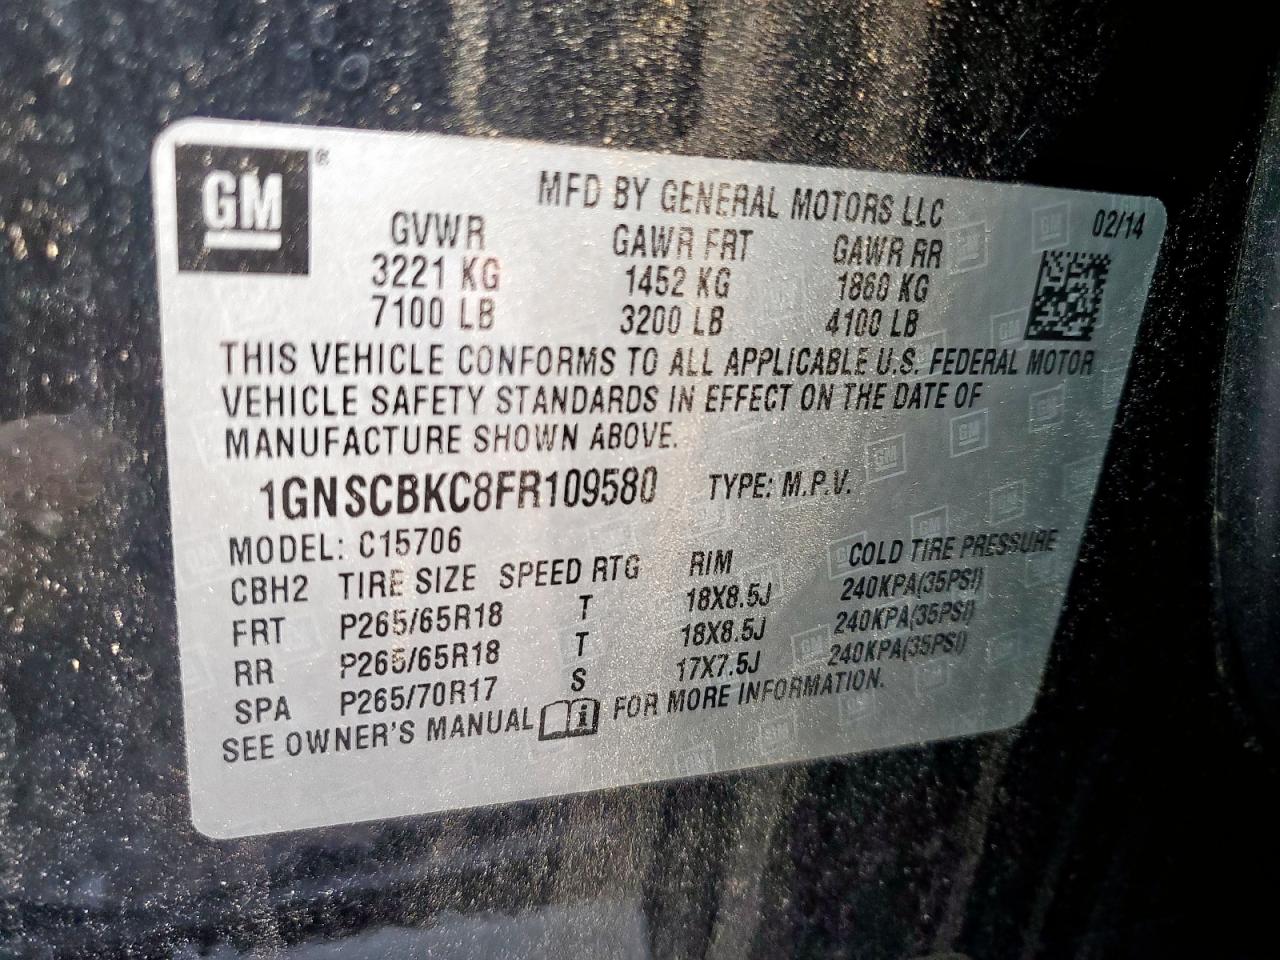 GM®
MFD BY GENERAL MOTORS LLC
02/14
GVWR GAWR FRT GAWR RR
3221 KG 1452 KG 1860 KG
7100 LB 3200 LB 4100 LB
THIS VEHICLE CONFORMS TO ALL APPLICABLE U.S. FEDERAL MOTOR
VEHICLE SAFETY STANDARDS IN EFFECT ON THE DATE OF
MANUFACTURE SHOWN ABOVE.
1GNSCBKC8FR109580 TYPE: M.P.V.
MODEL: C15706
CBH2 TIRE SIZE SPEED RTG RIM COLD TIRE PRESSURE
FRT P265/65R18 T 18X8.5J 240KPA(35PSI)
RR P265/65R18 T 18X8.5J 240KPA(35PSI)
SPA P265/70R17 S 17X7.5J 240KPA(35PSI)
SEE OWNER'S MANUAL FOR MORE INFORMATION.